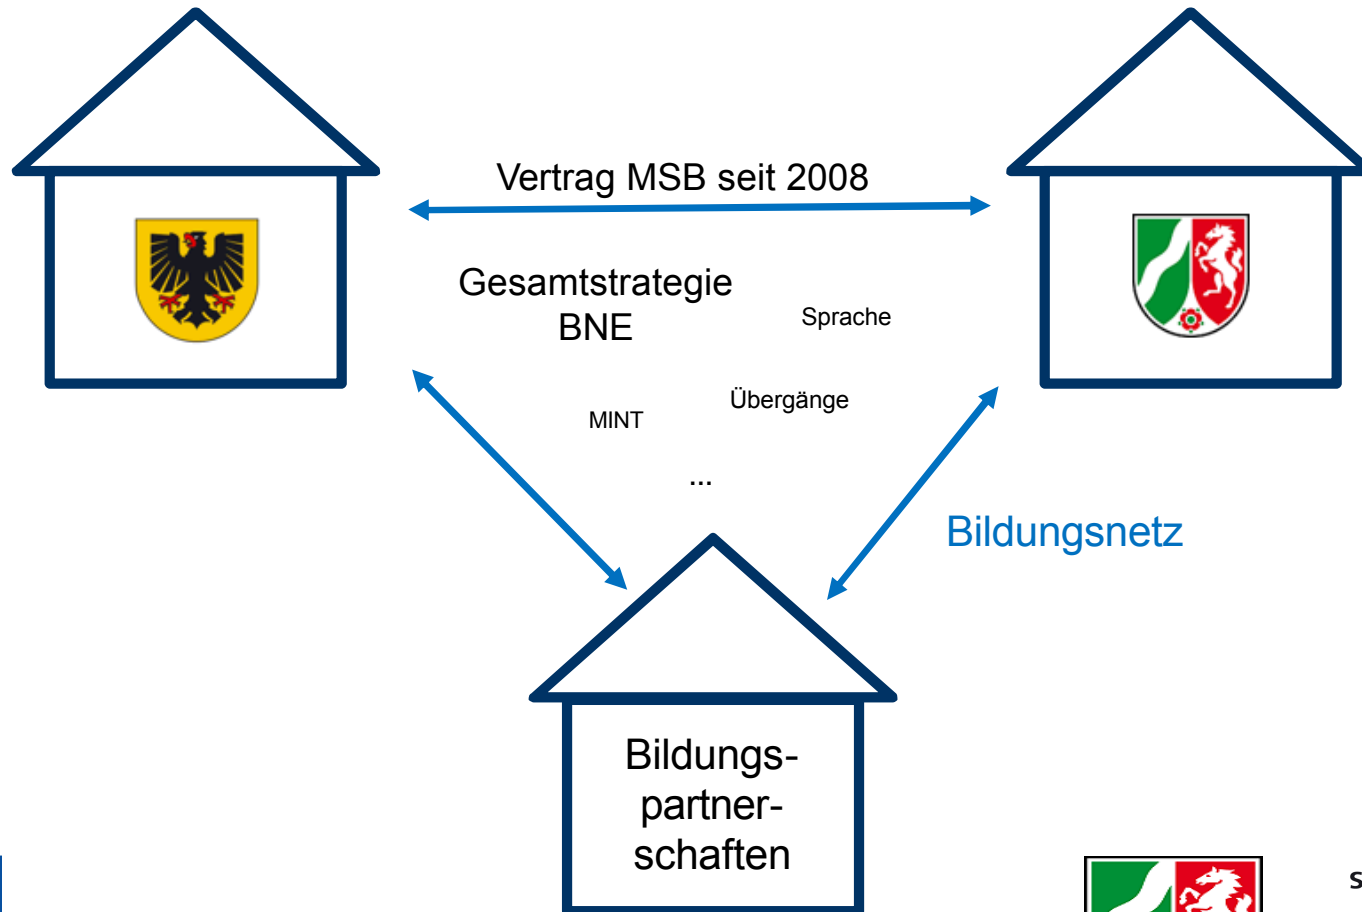 Vertrag MSB seit 2008
Gesamtstrategie
BNE
Sprache
Übergänge
MINT
...
Bildungsnetz
Bildungs-
partner-
schaften